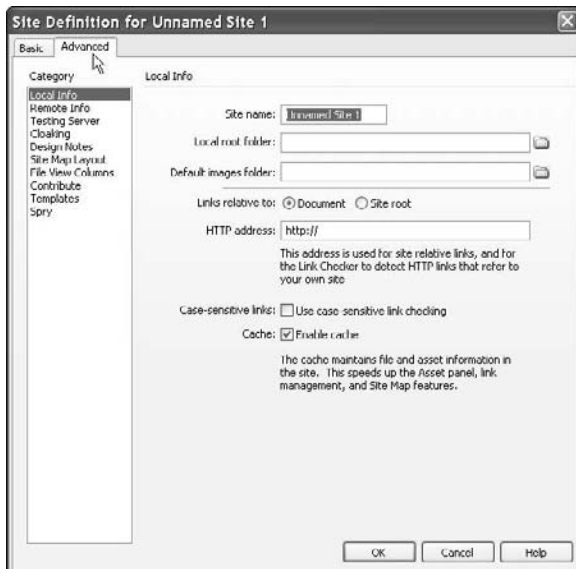 Site Definition for Unnamed Site 1
Basic
Advanced
Category
Local Info
Remote Info
Testing Server
Cloaking
Design Notes
Site Map Layout
File View Columns
Contribute
Templates
Spry
Local Info
Site name: Unnamed Site 1
Local root folder:
Default images folder:
Links relative to: Document Site root
HTTP address: http://
This address is used for site relative links, and for
the Link Checker to detect HTTP links that refer to
your own site
Case-sensitive links: Use case-sensitive link checking
Cache: Enable cache
The cache maintains file and asset information in
the site. This speeds up the Asset panel, link
management, and Site Map features.
OK
Cancel
Help